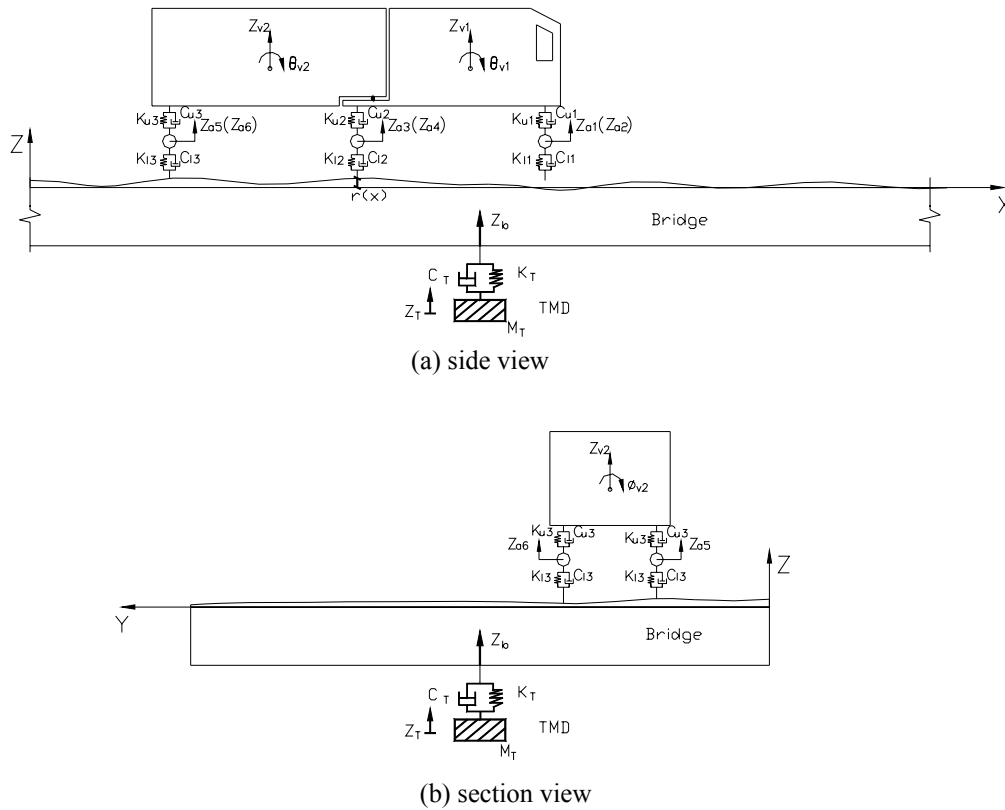 Zv2
θv2
Zv1
θv1
Ku3
Cu3
Za5(Za6)
Ku2
Cu2
Za3(Za4)
Ku1
Cu1
Za1(Za2)
Kl3
Cl3
Kl2
Cl2
Kl1
Cl1
Z
r(x)
X
Bridge
Zb
CT
KT
ZT
TMD
MT
(a) side view
Zv2
φv2
Ku3
Cu3
Ku3
Cu3
Za6
Za5
Kl3
Cl3
Kl3
Cl3
Z
Y
Bridge
Zb
CT
KT
ZT
TMD
MT
(b) section view